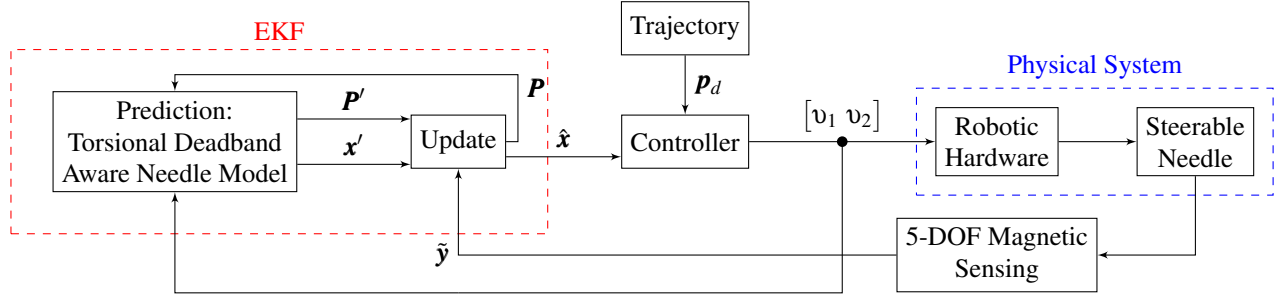 EKF
Trajectory
Physical System
Prediction:
Torsional Deadband
Aware Needle Model
P′
x′
Update
P
x̂
p_d
Controller
[υ₁ υ₂]
Robotic
Hardware
Steerable
Needle
ỹ
5-DOF Magnetic
Sensing